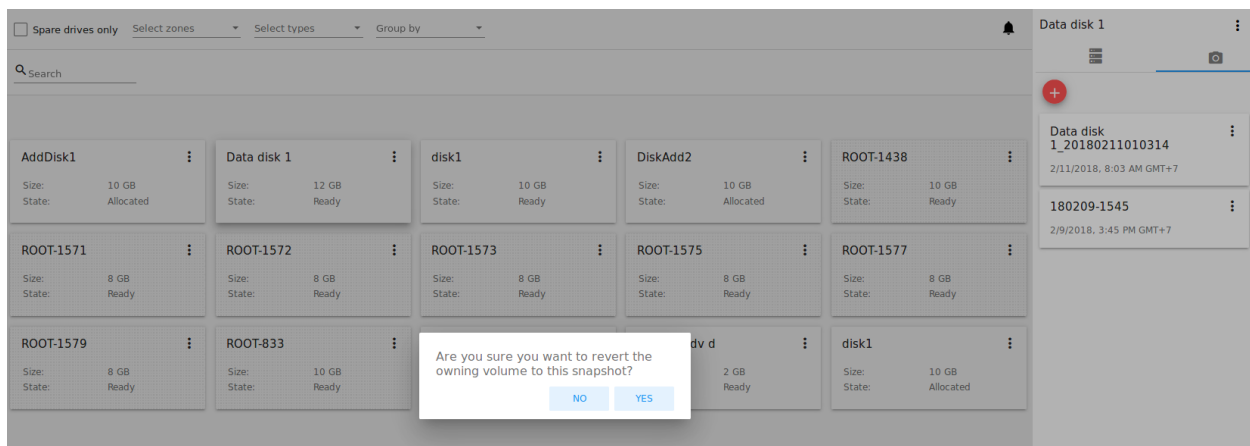 Spare drives only Select zones Select types Group by
Search
AddDisk1
Size: 10 GB
State: Allocated
Data disk 1
Size: 12 GB
State: Ready
disk1
Size: 10 GB
State: Ready
DiskAdd2
Size: 10 GB
State: Allocated
ROOT-1438
Size: 10 GB
State: Ready
ROOT-1571
Size: 8 GB
State: Ready
ROOT-1572
Size: 8 GB
State: Ready
ROOT-1573
Size: 8 GB
State: Ready
ROOT-1575
Size: 8 GB
State: Ready
ROOT-1577
Size: 8 GB
State: Ready
ROOT-1579
Size: 8 GB
State: Ready
ROOT-833
Size: 10 GB
State: Ready
dv d
2 GB
Ready
disk1
Size: 10 GB
State: Allocated
Are you sure you want to revert the
owning volume to this snapshot?
NO YES
Data disk 1
Data disk
1_20180211010314
2/11/2018, 8:03 AM GMT+7
180209-1545
2/9/2018, 3:45 PM GMT+7